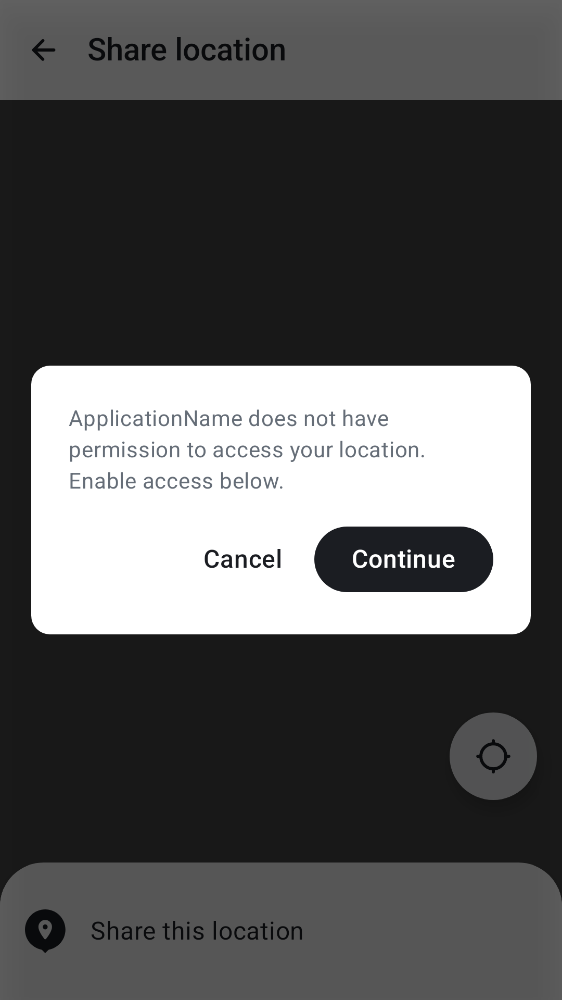 Share location
ApplicationName does not have
permission to access your location.
Enable access below.
Cancel
Continue
Share this location